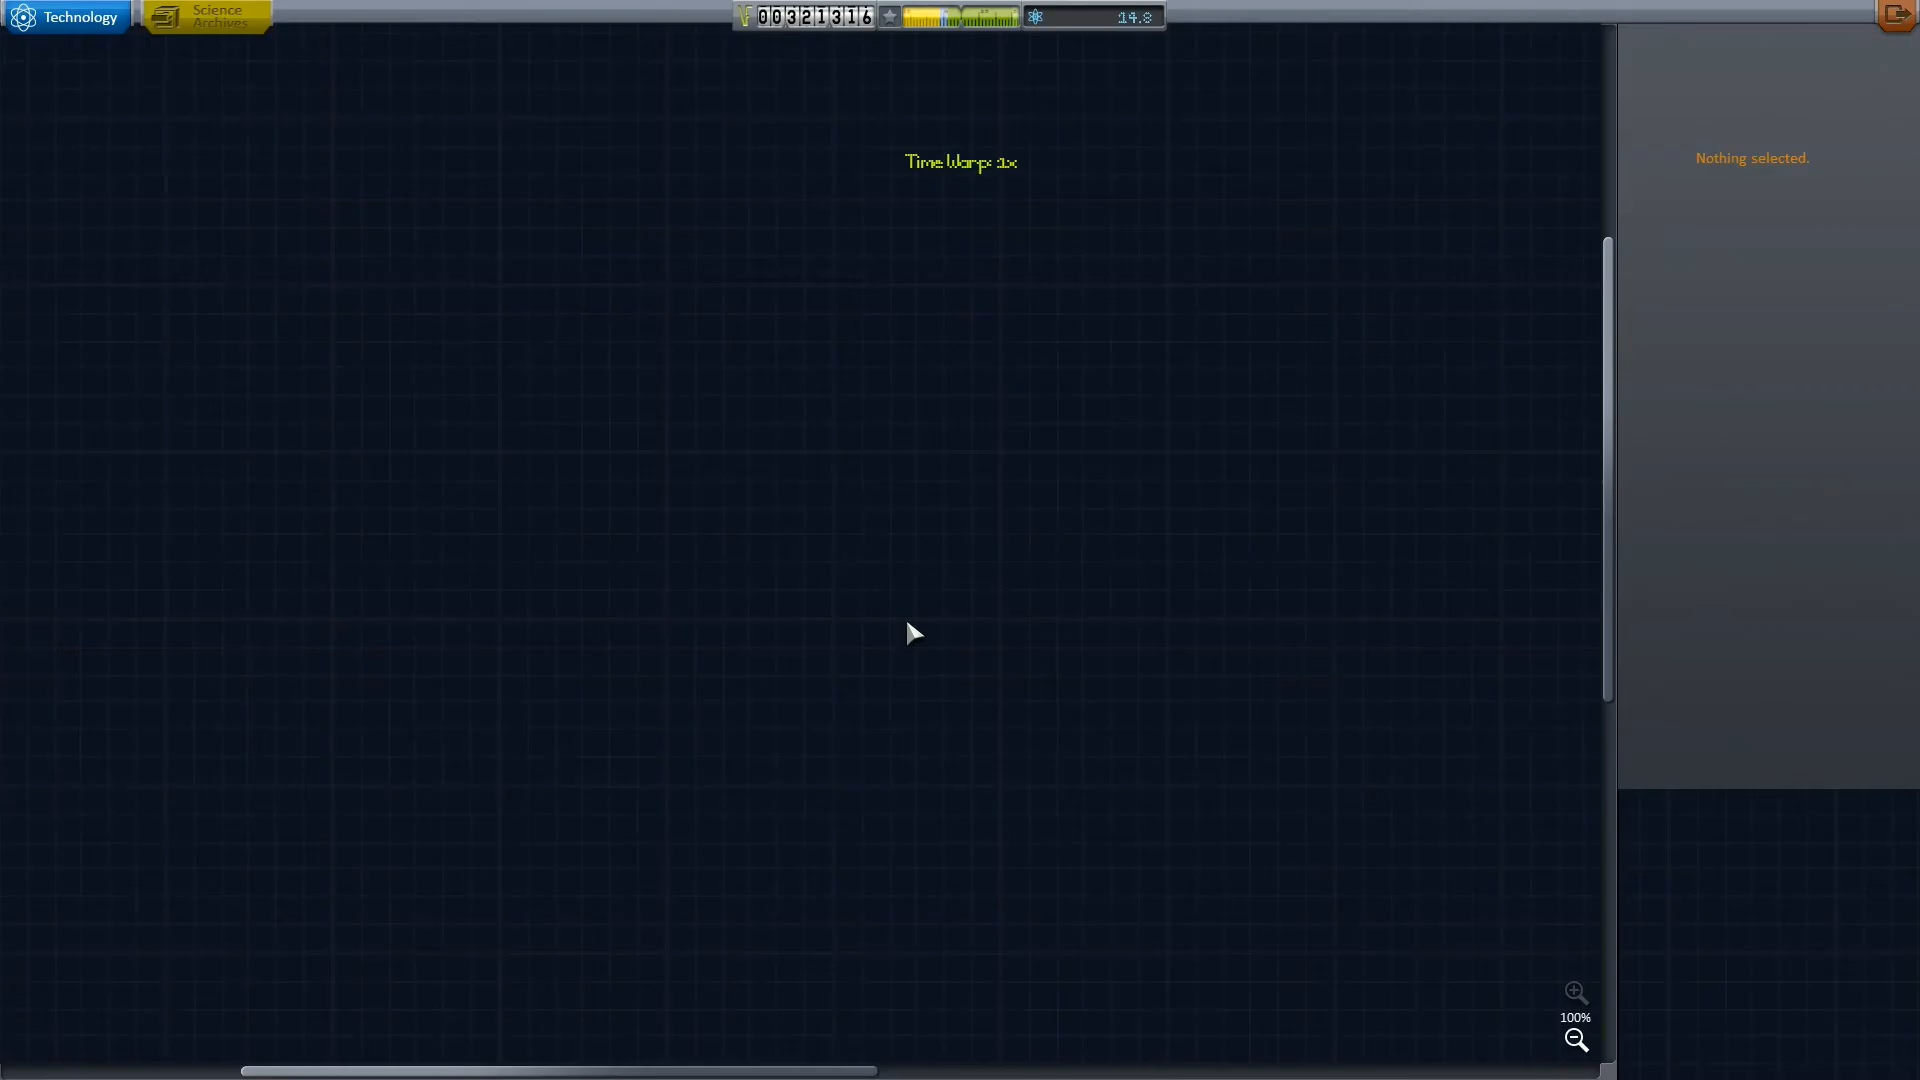 Technology
Science
Archives
00321316
14.8
Time Warp: 1x
Nothing selected.
100%